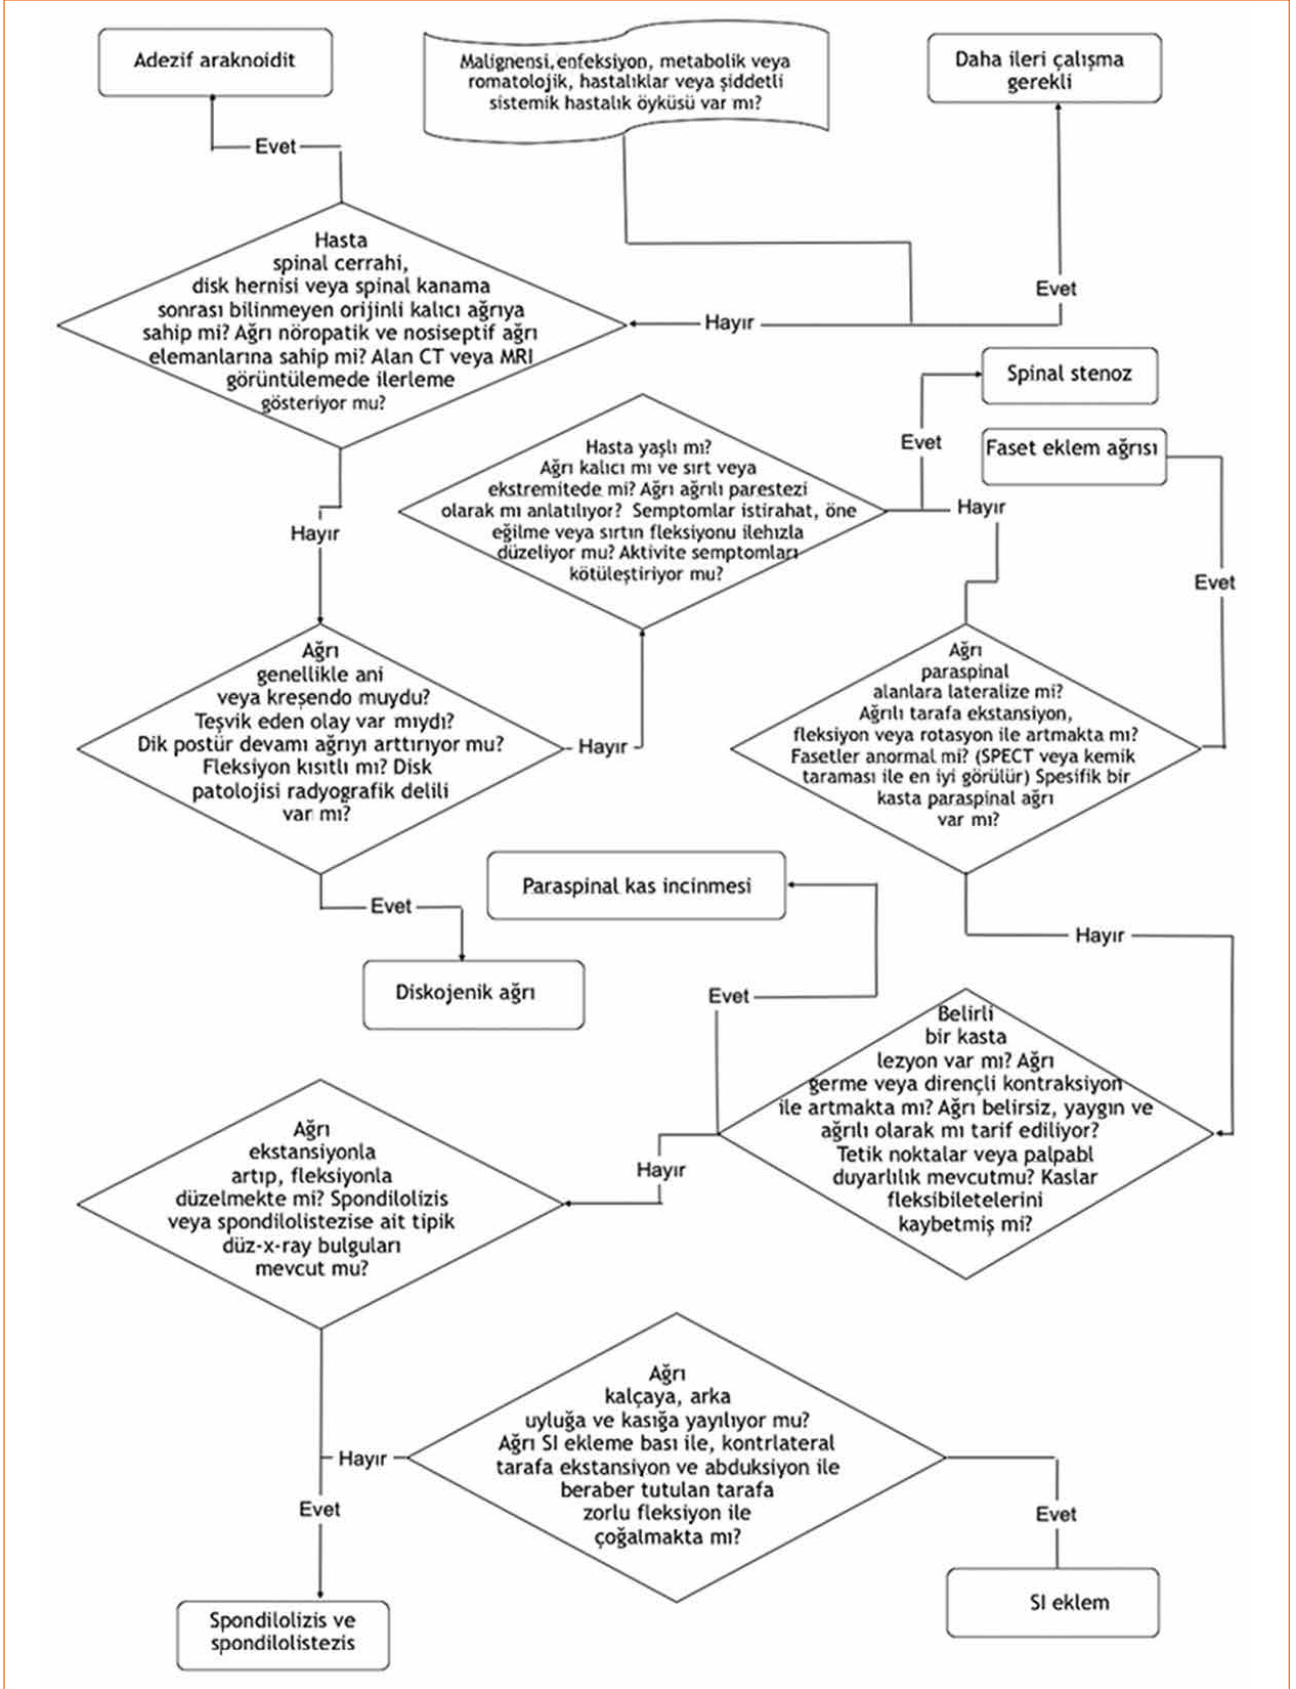 Adezif araknoidit
Malignensi, enfeksiyon, metabolik veya
romatolojik, hastalıklar veya şiddetli
sistemik hastalık öyküsü var mı?
Daha ileri çalışma
gerekli
Evet
Hasta
spinal cerrahi,
disk hernisi veya spinal kanama
sonrası bilinmeyen orijinli kalıcı ağrıya
sahip mi? Ağrı nöropatik ve nosiseptif ağrı
elemanlarına sahip mi? Alan CT veya MRI
görüntülemede ilerleme
gösteriyor mu?
Evet
Hayır
Spinal stenoz
Evet
Faset eklem ağrısı
Hasta yaşlı mı?
Ağrı kalıcı mı ve sırt veya
ekstremitede mi? Ağrı ağrılı parestezi
olarak mı anlatılıyor? Semptomlar istirahat, öne
eğilme veya sırtın fleksiyonu ilehızla
düzeliyor mu? Aktivite semptomları
kötüleştiriyor mu?
Hayır
Hayır
Evet
Ağrı
genellikle ani
veya kreşendo muydu?
Teşvik eden olay var mıydı?
Dik postür devamı ağrıyı arttırıyor mu?
Fleksiyon kısıtlı mı? Disk
patolojisi radyografik delili
var mı?
Hayır
Ağrı
paraspinal
alanlara lateralize mi?
Ağrılı tarafa ekstansiyon,
fleksiyon veya rotasyon ile artmakta mı?
Fasetler anormal mi? (SPECT veya kemik
taraması ile en iyi görülür) Spesifik bir
kasta paraspinal ağrı
var mı?
Paraspinal kas incinmesi
Evet
Hayır
Diskojenik ağrı
Evet
Belirli
bir kasta
lezyon var mı? Ağrı
germe veya dirençli kontraksiyon
ile artmakta mı? Ağrı belirsiz, yaygın ve
ağrılı olarak mı tarif ediliyor?
Tetik noktalar veya palpabl
duyarlılık mevcutmu? Kaslar
fleksibiletelerini
kaybetmiş mi?
Hayır
Ağrı
ekstansiyonla
artıp, fleksiyonla
düzelmekte mi? Spondilolizis
veya spondilolistezise ait tipik
düz-x-ray bulguları
mevcut mu?
Ağrı
kalçaya, arka
uyluğa ve kasığa yayılıyor mu?
Ağrı SI ekleme bası ile, kontrlateral
tarafa ekstansiyon ve abduksiyon ile
beraber tutulan tarafa
zorlu fleksiyon ile
çoğalmakta mı?
Hayır
Evet
Evet
Spondilolizis ve
spondilolistezis
SI eklem